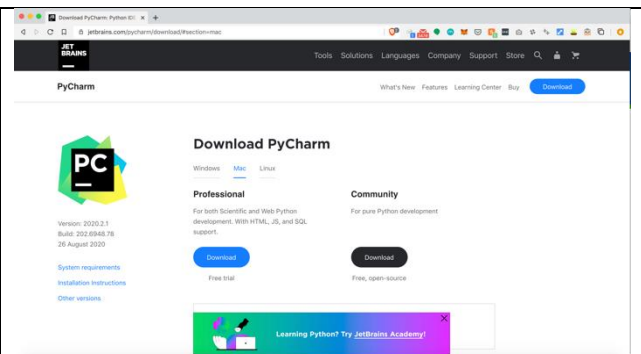 Download PyCharm: Python IDE
jetbrains.com/pycharm/download/#section=mac
JET
BRAINS
Tools Solutions Languages Company Support Store
PyCharm
What's New Features Learning Center Buy Download
PC
Version: 2020.2.1
Build: 202.6948.78
26 August 2020
System requirements
Installation Instructions
Other versions
Download PyCharm
Windows Mac Linux
Professional
For both Scientific and Web Python
development. With HTML, JS, and SQL
support.
Download
Free trial
Community
For pure Python development
Download
Free, open-source
Learning Python? Try JetBrains Academy!